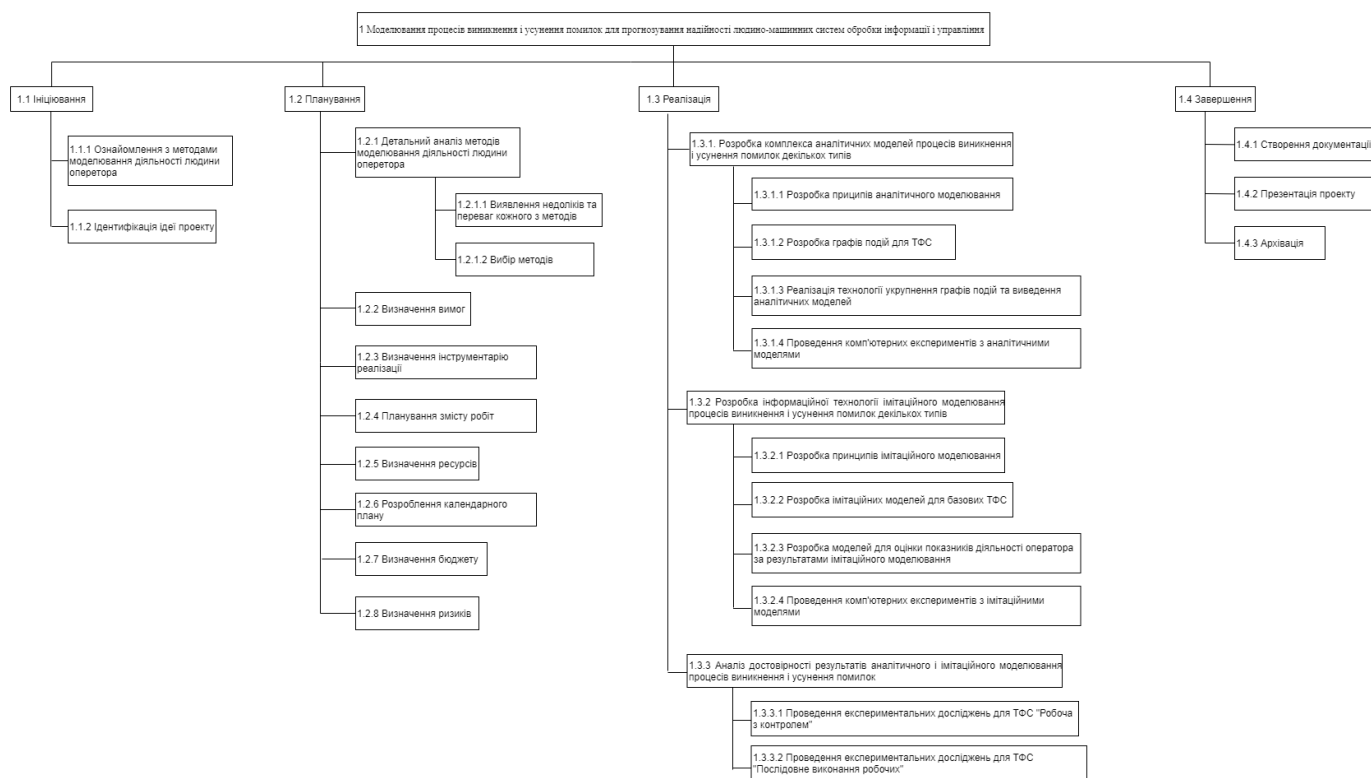 1 Моделювання процесів виникнення і усунення помилок для прогнозування надійності людино-машинних систем обробки інформації і управління
1.1 Ініціювання
1.1.1 Ознайомлення з методами
моделювання діяльності людини
оперетора
1.1.2 Ідентифікація ідеї проекту
1.2 Планування
1.2.1 Детальний аналіз методів
моделювання діяльності людини
оперетора
1.2.1.1 Виявлення недоліків та
переваг кожного з методів
1.2.1.2 Вибір методів
1.2.2 Визначення вимог
1.2.3 Визначення інструментарію
реалізації
1.2.4 Планування змісту робіт
1.2.5 Визначення ресурсів
1.2.6 Розроблення календарного
плану
1.2.7 Визначення бюджету
1.2.8 Визначення ризиків
1.3 Реалізація
1.3.1. Розробка комплекса аналітичних моделей процесів виникнення
і усунення помилок декількох типів
1.3.1.1 Розробка приципів аналітичного моделювання
1.3.1.2 Розробка графів подій для ТФС
1.3.1.3 Реалізація технології укрупнення графів подій та виведення
аналітичних моделей
1.3.1.4 Проведення комп'ютерних експериментів з аналітичними
моделями
1.3.2 Розробка інформаційної технології імітаційного моделювання
процесів виникнення і усунення помилок декількох типів
1.3.2.1 Розробка принципів імітаційного моделювання
1.3.2.2 Розробка імітаційних моделей для базових ТФС
1.3.2.3 Розробка моделей для оцінки показників діяльності оператора
за результатами імітаційного моделювання
1.3.2.4 Проведення комп'ютерних експериментів з імітаційними
моделями
1.3.3 Аналіз достовірності результатів аналітичного і імітаційного моделювання
процесів виникнення і усунення помилок
1.3.3.1 Проведення експериментальних досліджень для ТФС "Робоча
з контролем"
1.3.3.2 Проведення експериментальних досліджень для ТФС
"Послідовне виконання робочих"
1.4 Завершення
1.4.1 Створення документації
1.4.2 Презентація проекту
1.4.3 Архівація